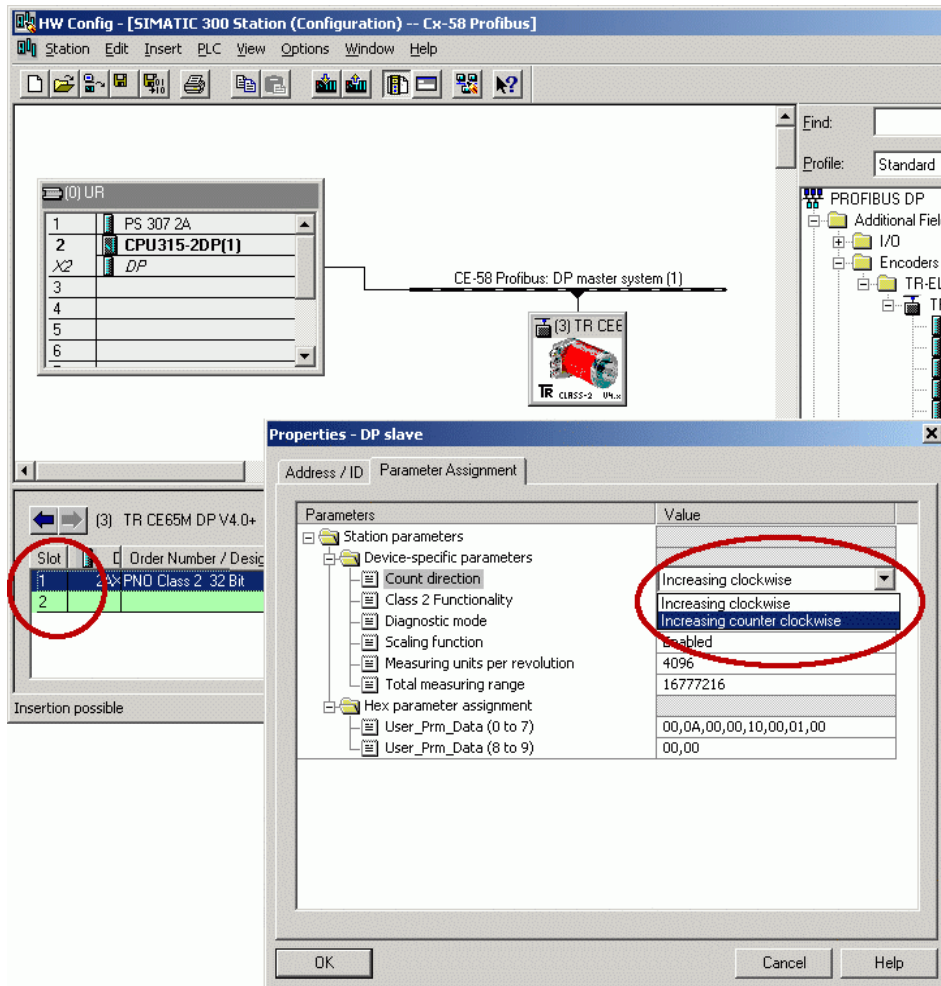 HW Config - [SIMATIC 300 Station (Configuration) -- Cx-58 Profibus]
Station Edit Insert PLC View Options Window Help
Find:
Profile: Standard
(0) UR
1 PS 307 2A
2 CPU315-2DP(1)
X2 DP
3
4
5
6
CE-58 Profibus: DP master system (1)
(3) TR CEE
TR CLASS-2 V4.x
PROFIBUS DP
Additional Fiel
I/O
Encoders
TR-EL
(3) TR CE65M DP V4.0+
Slot Order Number / Desig
1 2AX PNO Class 2 32 Bit
2
Insertion possible
Properties - DP slave
Address / ID Parameter Assignment
Parameters Value
Station parameters
Device-specific parameters
Count direction Increasing clockwise
Class 2 Functionality Increasing clockwise
Diagnostic mode Increasing counter clockwise
Scaling function Enabled
Measuring units per revolution 4096
Total measuring range 16777216
Hex parameter assignment
User_Prm_Data (0 to 7) 00,0A,00,00,10,00,01,00
User_Prm_Data (8 to 9) 00,00
OK Cancel Help